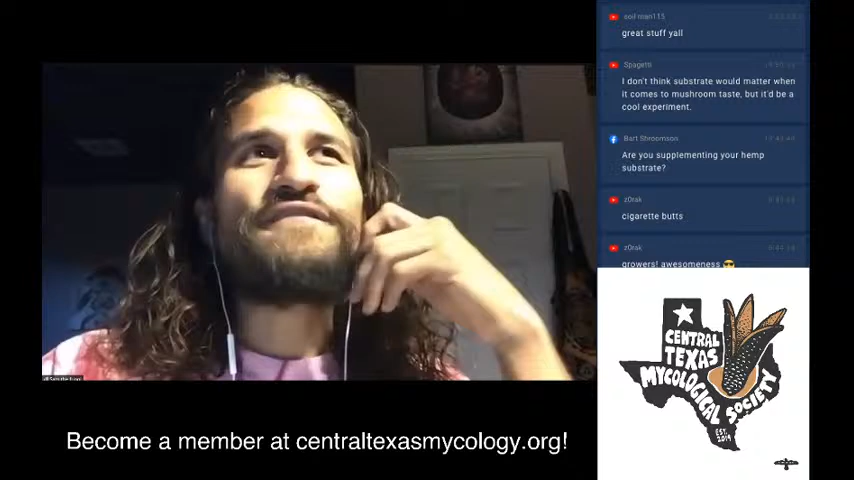 soil man115
great stuff yall
Spagetti
I don't think substrate would matter when
it comes to mushroom taste, but it'd be a
cool experiment.
Bart Shroomson
Are you supplementing your hemp
substrate?
z0rak
cigarette butts
z0rak
growers! awesomeness 😎
CENTRAL
TEXAS
MYCOLOGICAL SOCIETY
EST.
2019
Become a member at centraltexasmycology.org!